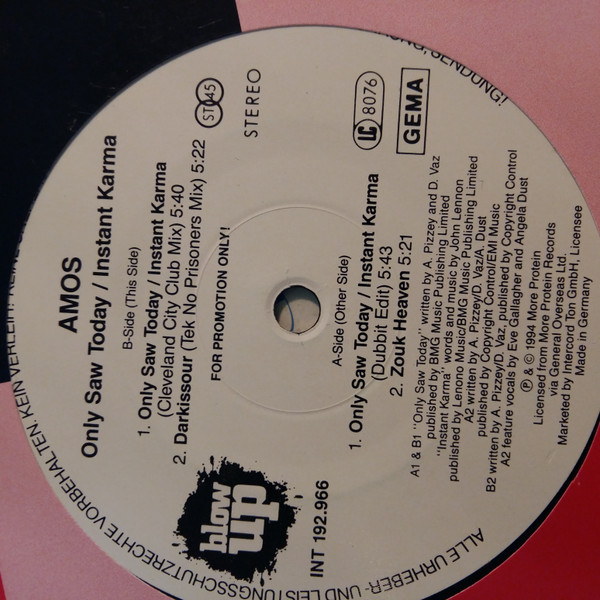 AMOS
Only Saw Today / Instant Karma
B-Side (This Side)
1. Only Saw Today / Instant Karma
(Cleveland City Club Mix) 5:40
2. Darkissour (Tek No Prisoners Mix) 5:22
FOR PROMOTION ONLY!
ST 45
STEREO
LC 8076
GEMA
A-Side (Other Side)
1. Only Saw Today / Instant Karma
(Dubbit Edit) 5:43
2. Zouk Heaven 5:21
A1 & B1 "Only Saw Today" written by A. Pizzey and D. Vaz
published by BMG Music Publishing Limited
"Instant Karma" words and music by John Lennon
published by Lenono Music/BMG Music Publishing Limited
A2 written by A. Pizzey/D. Vaz/A. Dust
published by Copyright Control/EMI Music
B2 written by A. Pizzey/D. Vaz, published by Copyright Control
A2 feature vocals by Eve Gallagher and Angela Dust
℗ & © 1994 More Protein
Licensed from More Protein Records
via General Overseas Ltd.
Marketed by Intercord Ton GmbH, Licensee
Made in Germany
blow
up
INT 192.966
ALLE URHEBER- UND LEISTUNGSSCHUTZRECHTE VORBEHALTEN. KEIN VERLEIH!
SENDUNG!